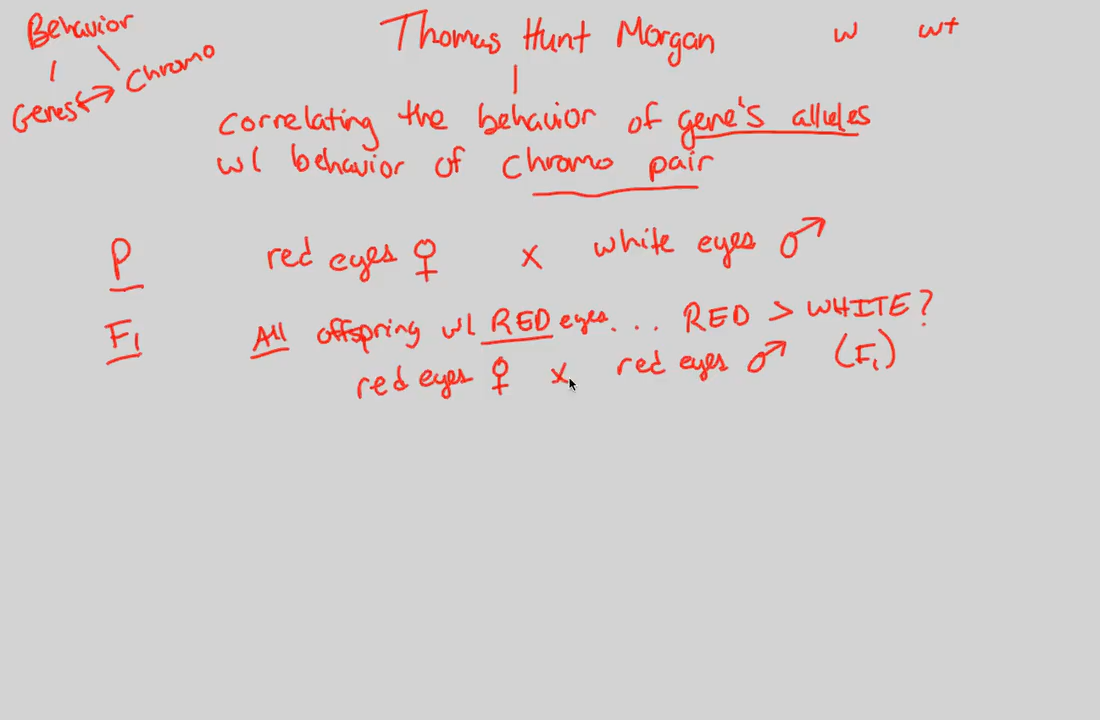 Behavior
Genes Chromo
Thomas Hunt Morgan
w w+
Correlating the behavior of gene's alleles
w/ behavior of chromo pair
P red eyes ♀ x white eyes ♂
F1 All offspring w/ RED eyes... RED > WHITE?
red eyes ♀ x red eyes ♂ (F1)